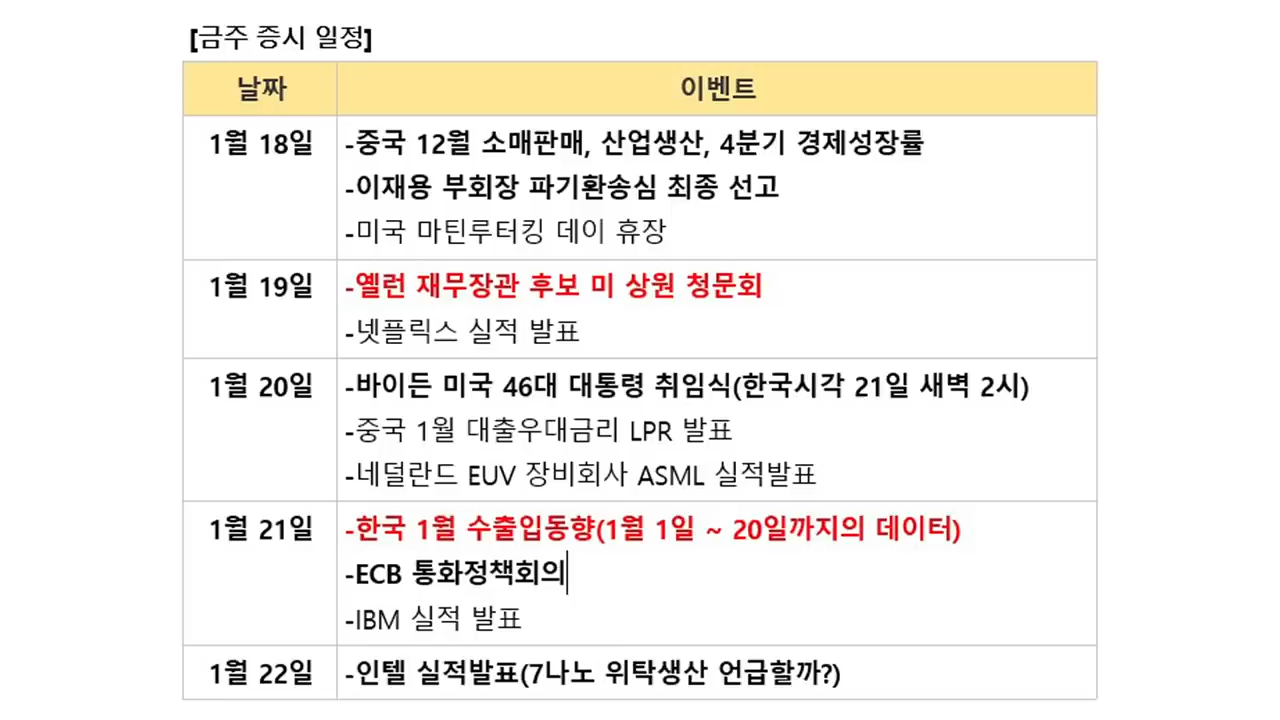 [금주 증시 일정]
날짜 이벤트
1월 18일 -중국 12월 소매판매, 산업생산, 4분기 경제성장률
-이재용 부회장 파기환송심 최종 선고
-미국 마틴루터킹 데이 휴장
1월 19일 -옐런 재무장관 후보 미 상원 청문회
-넷플릭스 실적 발표
1월 20일 -바이든 미국 46대 대통령 취임식(한국시각 21일 새벽 2시)
-중국 1월 대출우대금리 LPR 발표
-네덜란드 EUV 장비회사 ASML 실적발표
1월 21일 -한국 1월 수출입동향(1월 1일 ~ 20일까지의 데이터)
-ECB 통화정책회의
-IBM 실적 발표
1월 22일 -인텔 실적발표(7나노 위탁생산 언급할까?)